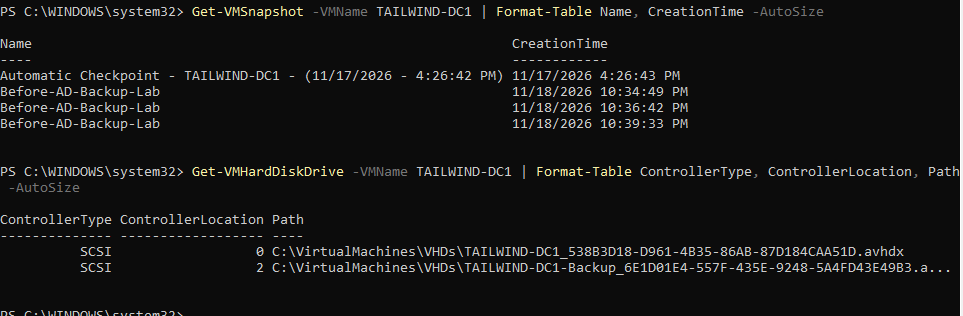 PS C:\WINDOWS\system32> Get-VMSnapshot -VMName TAILWIND-DC1 | Format-Table Name, CreationTime -AutoSize
Name CreationTime
---- ------------
Automatic Checkpoint - TAILWIND-DC1 - (11/17/2026 - 4:26:42 PM) 11/17/2026 4:26:43 PM
Before-AD-Backup-Lab 11/18/2026 10:34:49 PM
Before-AD-Backup-Lab 11/18/2026 10:36:42 PM
Before-AD-Backup-Lab 11/18/2026 10:39:33 PM
PS C:\WINDOWS\system32> Get-VMHardDiskDrive -VMName TAILWIND-DC1 | Format-Table ControllerType, ControllerLocation, Path
-AutoSize
ControllerType ControllerLocation Path
-------------- ------------------ ----
SCSI 0 C:\VirtualMachines\VHDs\TAILWIND-DC1_538B3D18-D961-4B35-86AB-87D184CAA51D.avhdx
SCSI 2 C:\VirtualMachines\VHDs\TAILWIND-DC1-Backup_6E1D01E4-557F-435E-9248-5A4FD43E49B3.a...
PS C:\WINDOWS\system32>